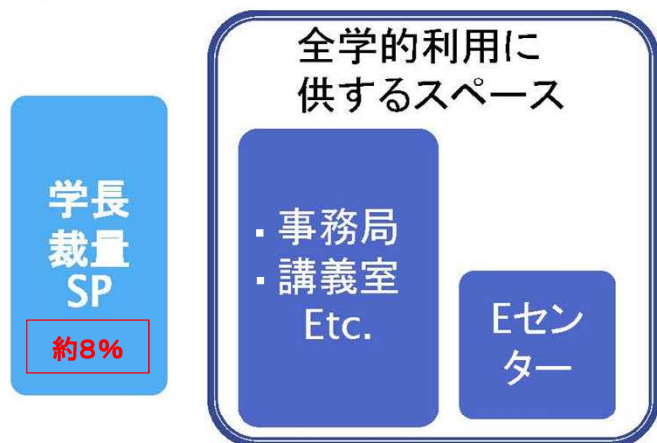 全学的利用に
供するスペース
学長
裁量
SP
約8%
▪事務局
▪講義室
Etc.
Eセン
ター